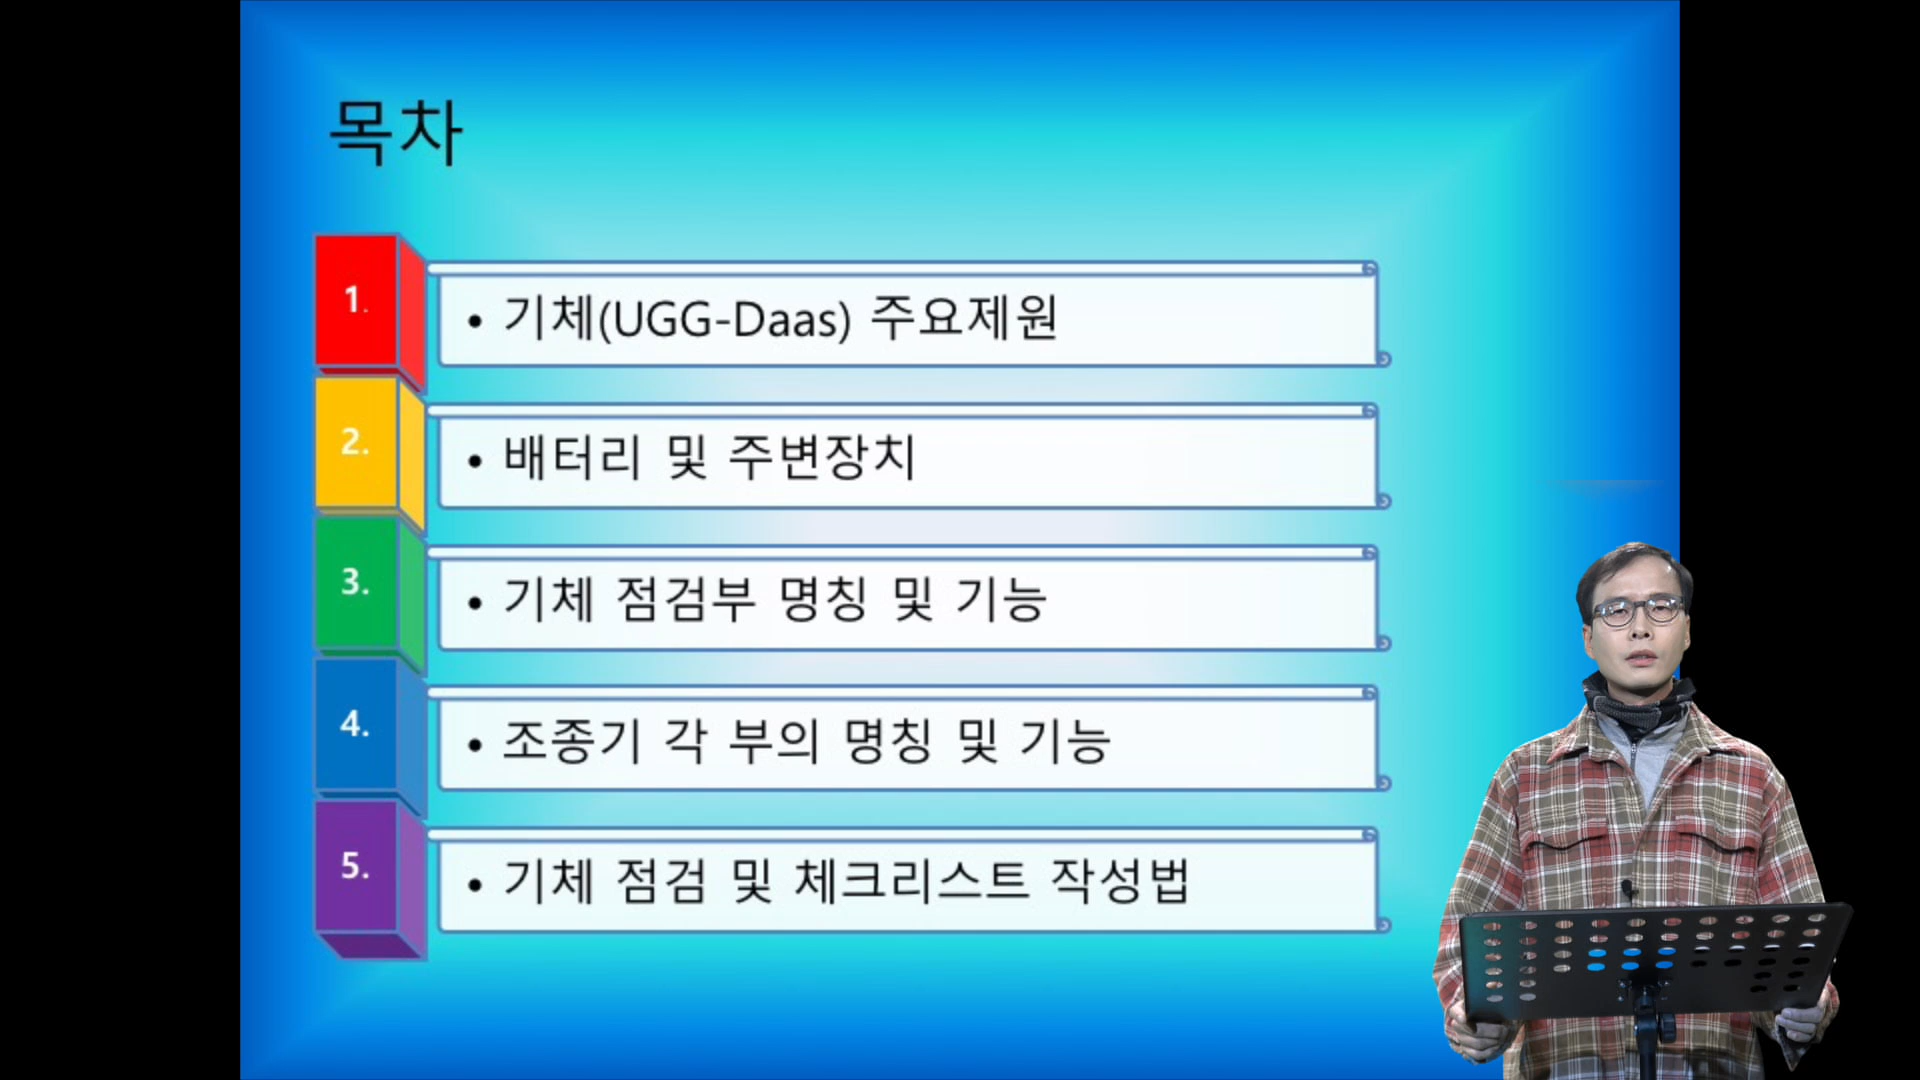 목차
1.
• 기체(UGG-Daas) 주요제원
2.
• 배터리 및 주변장치
3.
• 기체 점검부 명칭 및 기능
4.
• 조종기 각 부의 명칭 및 기능
5.
• 기체 점검 및 체크리스트 작성법